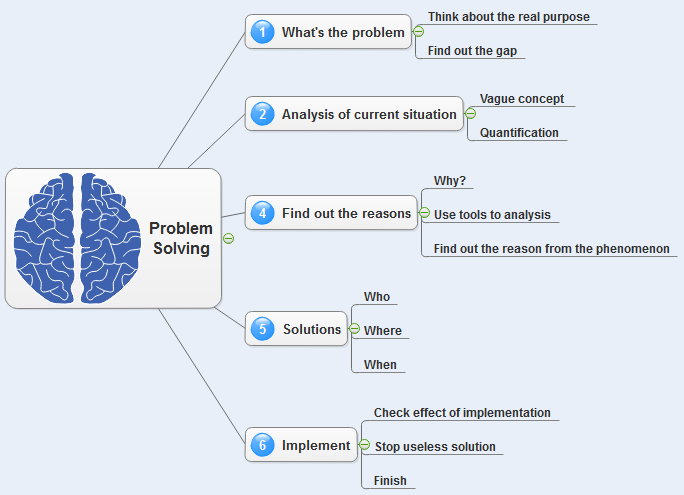 Problem
Solving
1 What's the problem
Think about the real purpose
Find out the gap
2 Analysis of current situation
Vague concept
Quantification
4 Find out the reasons
Why?
Use tools to analysis
Find out the reason from the phenomenon
5 Solutions
Who
Where
When
6 Implement
Check effect of implementation
Stop useless solution
Finish